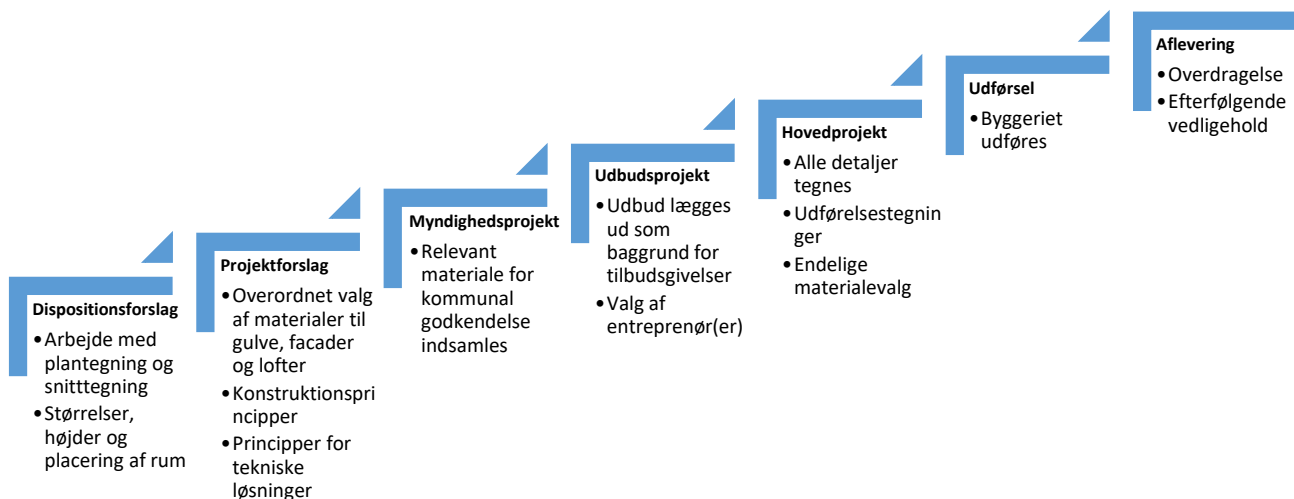 Dispositionsforslag
•Arbejde med
plantegning og
snitttegning
•Størrelser,
højder og
placering af rum
Projektforslag
•Overordnet valg
af materialer til
gulve, facader
og lofter
•Konstruktionspri
ncipper
•Principper for
tekniske
løsninger
Myndighedsprojekt
•Relevant
materiale for
kommunal
godkendelse
indsamles
Udbudsprojekt
•Udbud lægges
ud som
baggrund for
tilbudsgivelser
•Valg af
entreprenør(er)
Hovedprojekt
•Alle detaljer
tegnes
•Udførelsestegnin
ger
•Endelige
materialevalg
Udførsel
•Byggeriet
udføres
Aflevering
•Overdragelse
•Efterfølgende
vedligehold